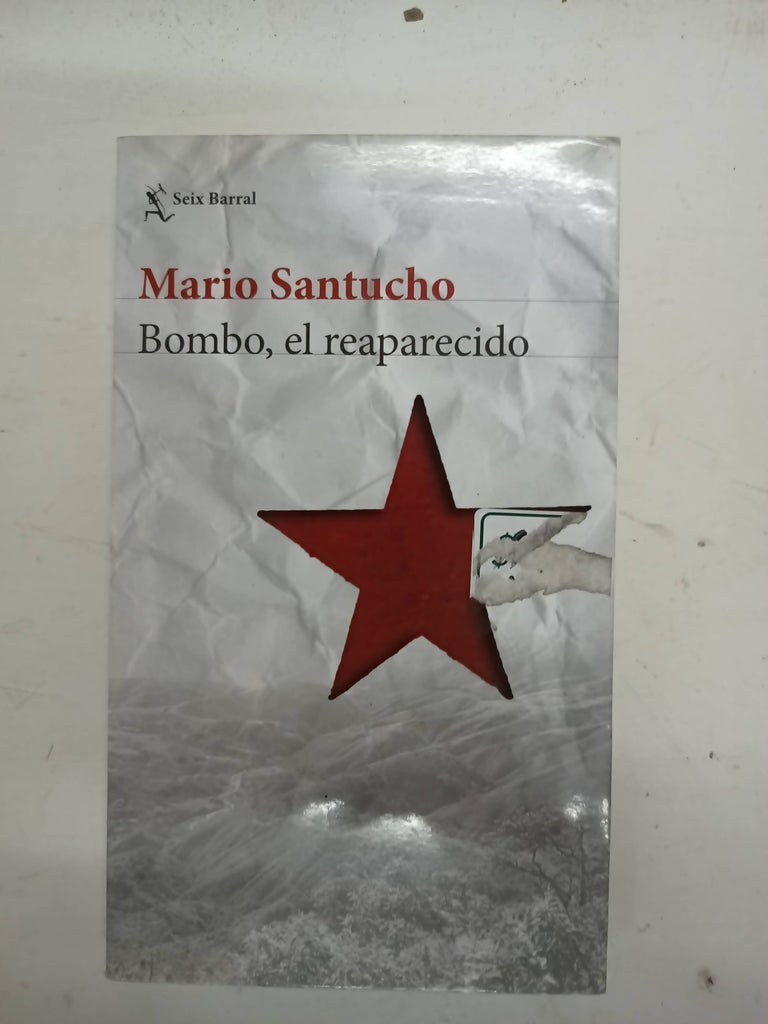 Seix Barral
Mario Santucho
Bombo, el reaparecido